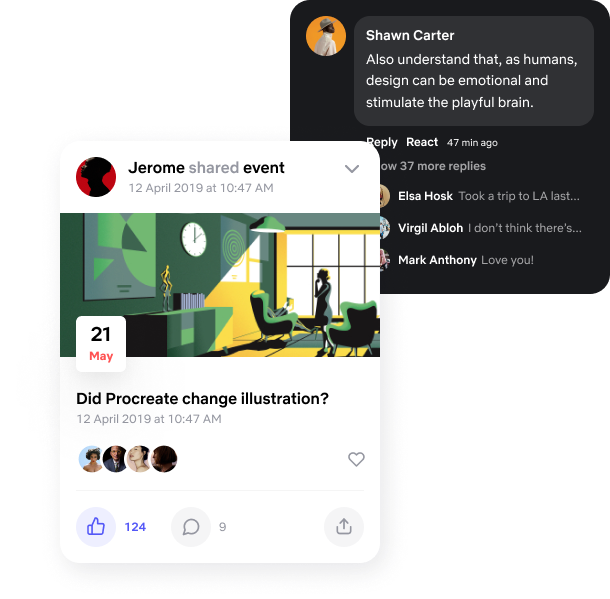 Shawn Carter
Also understand that, as humans,
design can be emotional and
stimulate the playful brain.
Reply React 47 min ago
ow 37 more replies
Elsa Hosk Took a trip to LA last...
Virgil Abloh I don't think there's...
Mark Anthony Love you!
Jerome shared event
12 April 2019 at 10:47 AM
21
May
Did Procreate change illustration?
12 April 2019 at 10:47 AM
124
9